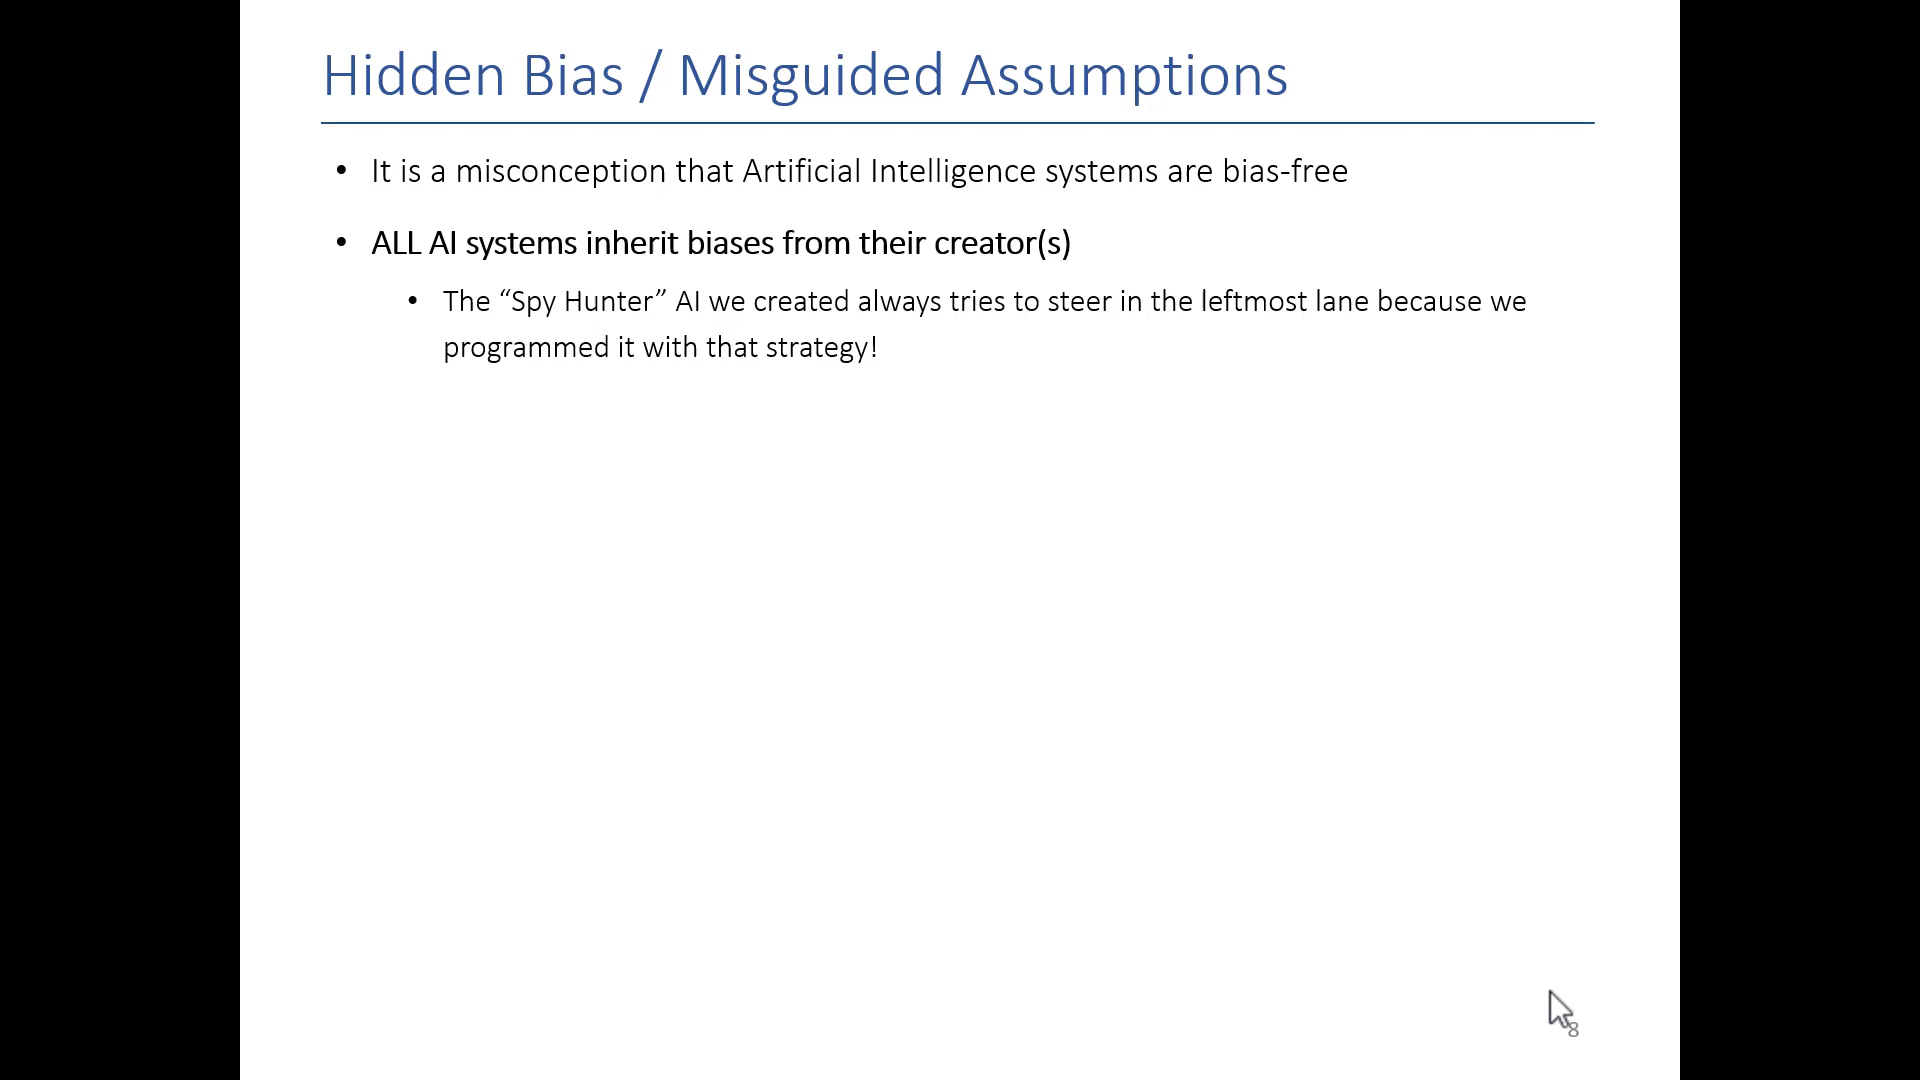 Hidden Bias / Misguided Assumptions
• It is a misconception that Artificial Intelligence systems are bias-free
• ALL AI systems inherit biases from their creator(s)
• The “Spy Hunter” AI we created always tries to steer in the leftmost lane because we
programmed it with that strategy!
8